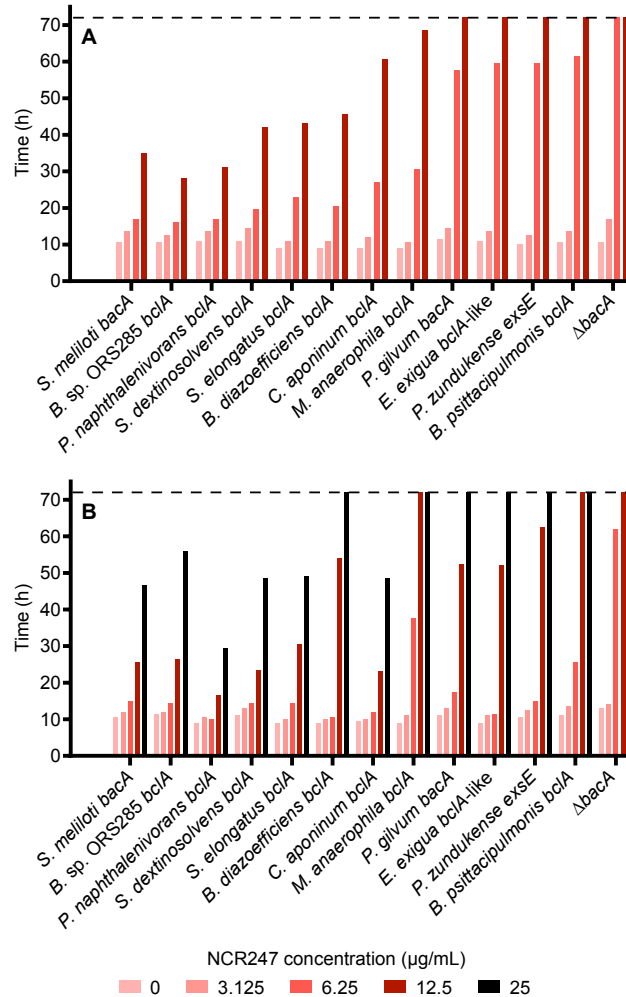 A
Time (h)
70
60
50
40
30
20
10
0
S. meliloti bacA
B. sp. ORS285 bclA
P. naphthalenivorans bclA
S. dextinosolvens bclA
S. elongatus bclA
B. diazoefficiens bclA
C. aponinum bclA
M. anaerophila bclA
P. gilvum bacA
E. exigua bclA-like
P. zundukense exsE
B. psittacipulmonis bclA
ΔbacA
B
Time (h)
70
60
50
40
30
20
10
0
S. meliloti bacA
B. sp. ORS285 bclA
P. naphthalenivorans bclA
S. dextinosolvens bclA
S. elongatus bclA
B. diazoefficiens bclA
C. aponinum bclA
M. anaerophila bclA
P. gilvum bacA
E. exigua bclA-like
P. zundukense exsE
B. psittacipulmonis bclA
ΔbacA
NCR247 concentration (µg/mL)
0 3.125 6.25 12.5 25